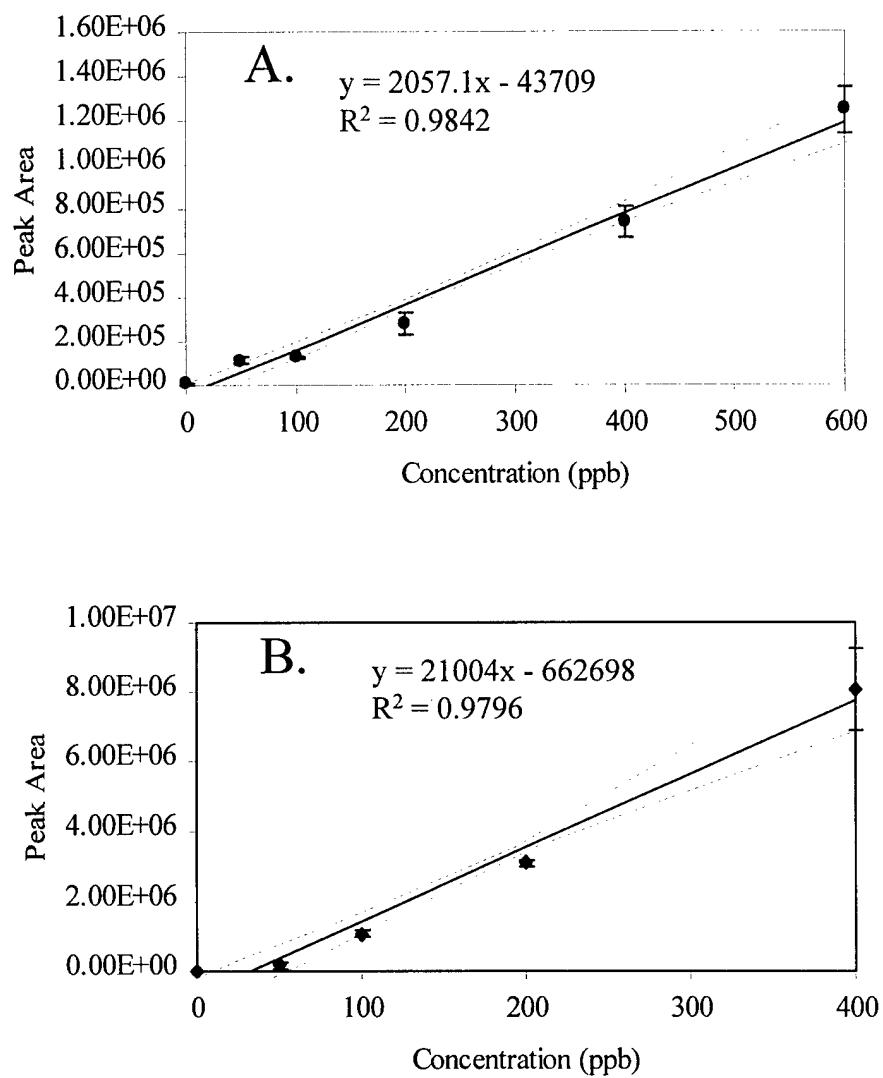 1.60E+06
1.40E+06
1.20E+06
1.00E+06
8.00E+05
6.00E+05
4.00E+05
2.00E+05
0.00E+00
Peak Area
A.
y = 2057.1x - 43709
R² = 0.9842
0 100 200 300 400 500 600
Concentration (ppb)
1.00E+07
8.00E+06
6.00E+06
4.00E+06
2.00E+06
0.00E+00
Peak Area
B.
y = 21004x - 662698
R² = 0.9796
0 100 200 300 400
Concentration (ppb)